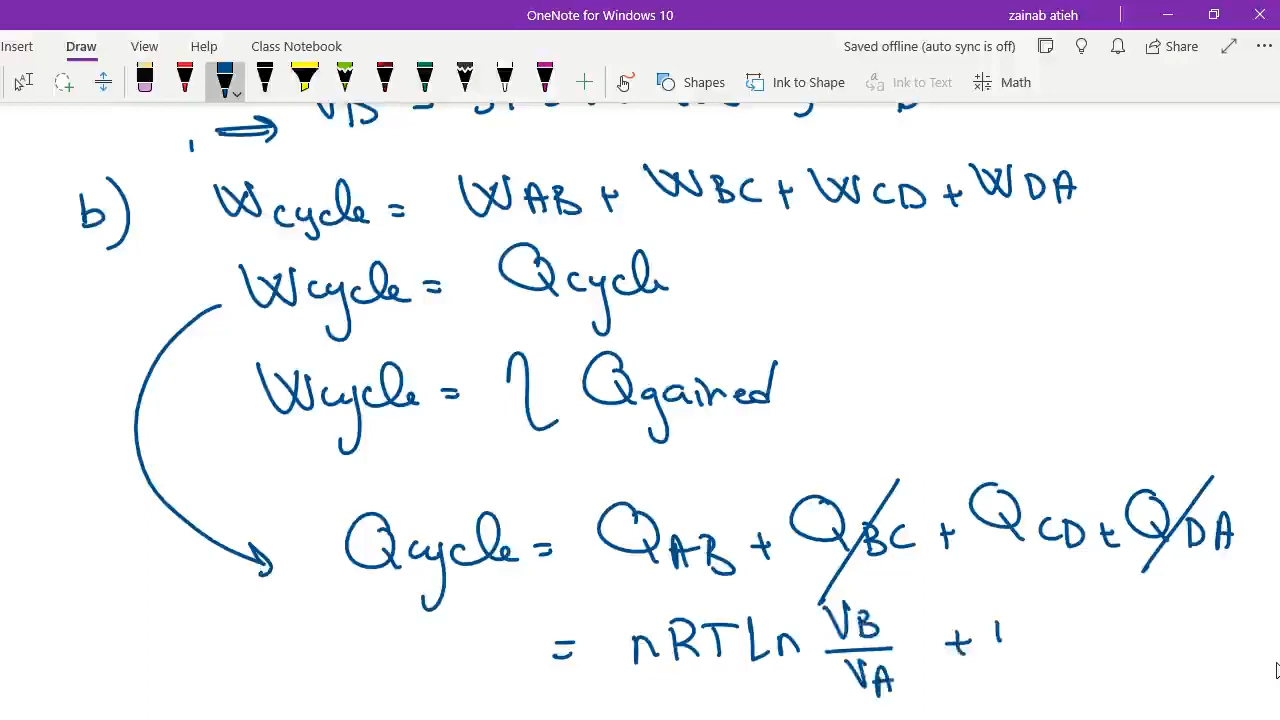 OneNote for Windows 10
zainab atieh
Insert Draw View Help Class Notebook
Saved offline (auto sync is off) Share
Shapes Ink to Shape Ink to Text Math
⇒ VB =
b) Wcycle = WAB + WBC + WCD + WDA
Wcycle = Qcycle
Wcycle = η Qgained
Qcycle = QAB + QBC + QCD + QDA
= nRTLn VB/VA +